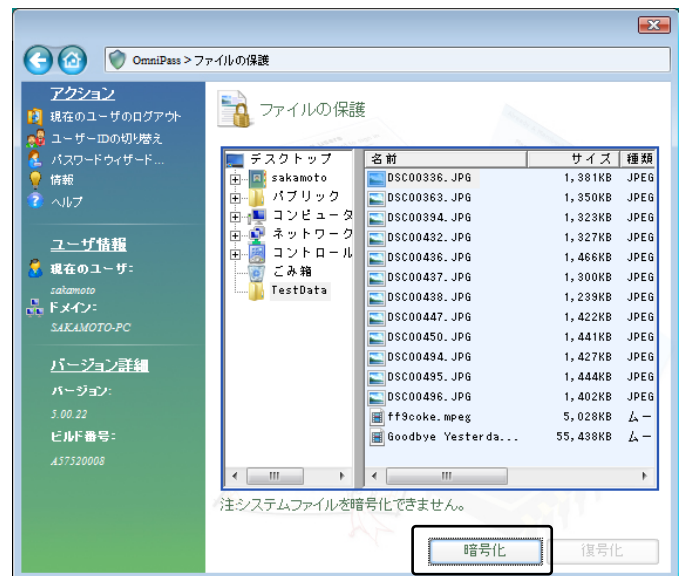 OmniPass > ファイルの保護
アクション
現在のユーザのログアウト
ユーザーIDの切り替え
パスワードウィザード...
情報
ヘルプ
ユーザ情報
現在のユーザ:
sakamoto
ドメイン:
SAKAMOTO-PC
バージョン詳細
バージョン:
5.00.22
ビルド番号:
A57520008
ファイルの保護
デスクトップ
sakamoto
パブリック
コンピュータ
ネットワーク
コントロール
ごみ箱
TestData
名前 サイズ 種類
DSC00336.JPG 1,381KB JPEG
DSC00363.JPG 1,350KB JPEG
DSC00394.JPG 1,323KB JPEG
DSC00432.JPG 1,327KB JPEG
DSC00436.JPG 1,466KB JPEG
DSC00437.JPG 1,300KB JPEG
DSC00438.JPG 1,239KB JPEG
DSC00447.JPG 1,422KB JPEG
DSC00450.JPG 1,441KB JPEG
DSC00494.JPG 1,427KB JPEG
DSC00495.JPG 1,444KB JPEG
DSC00496.JPG 1,402KB JPEG
ff9coke.mpeg 5,028KB ムー
Goodbye Yesterda... 55,438KB ムー
注:システムファイルを暗号化できません。
暗号化 復号化